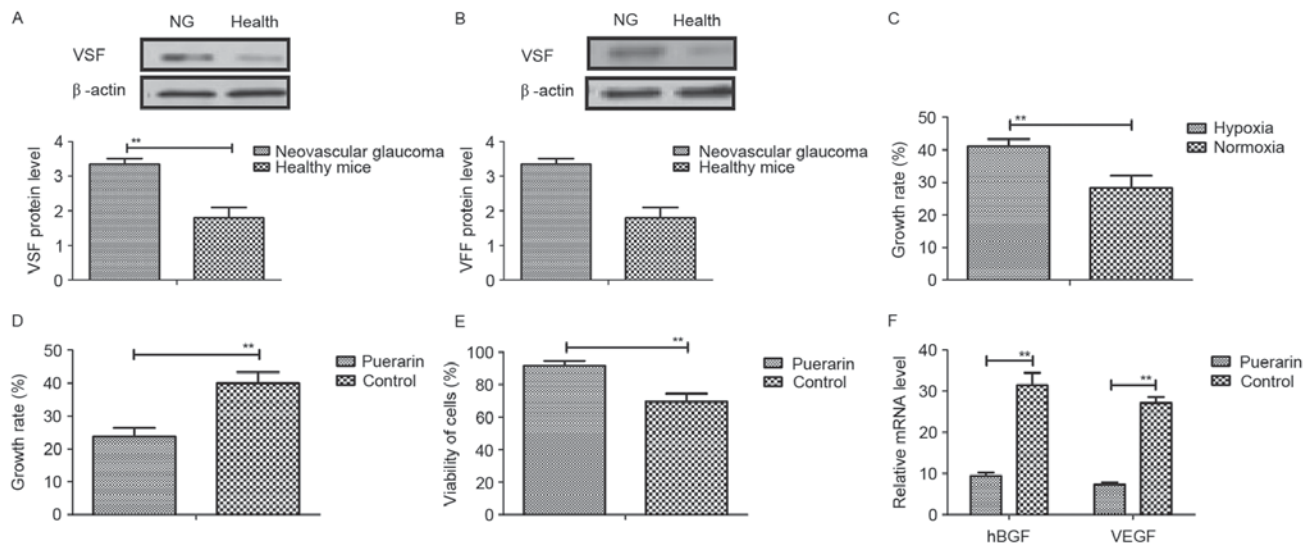 A
NG Health
VSF
β-actin
4
3
2
1
0
VSF protein level
**
Neovascular glaucoma
Healthy mice
B
NG Health
VSF
β-actin
4
3
2
1
0
VFF protein level
Neovascular glaucoma
Healthy mice
C
50
40
30
20
10
0
Growth rate (%)
**
Hypoxia
Normoxia
D
50
40
30
20
10
0
Growth rate (%)
**
Puerarin
Control
E
100
80
60
40
20
0
Viability of cells (%)
**
Puerarin
Control
F
40
30
20
10
0
Relative mRNA level
**
**
hBGF VEGF
Puerarin
Control